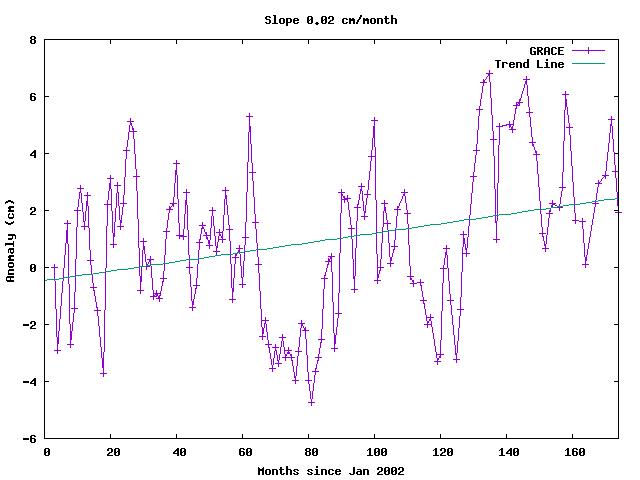 Slope 0.02 cm/month
GRACE
Trend Line
8
6
4
2
0
-2
-4
-6
Anomaly (cm)
0 20 40 60 80 100 120 140 160
Months since Jan 2002